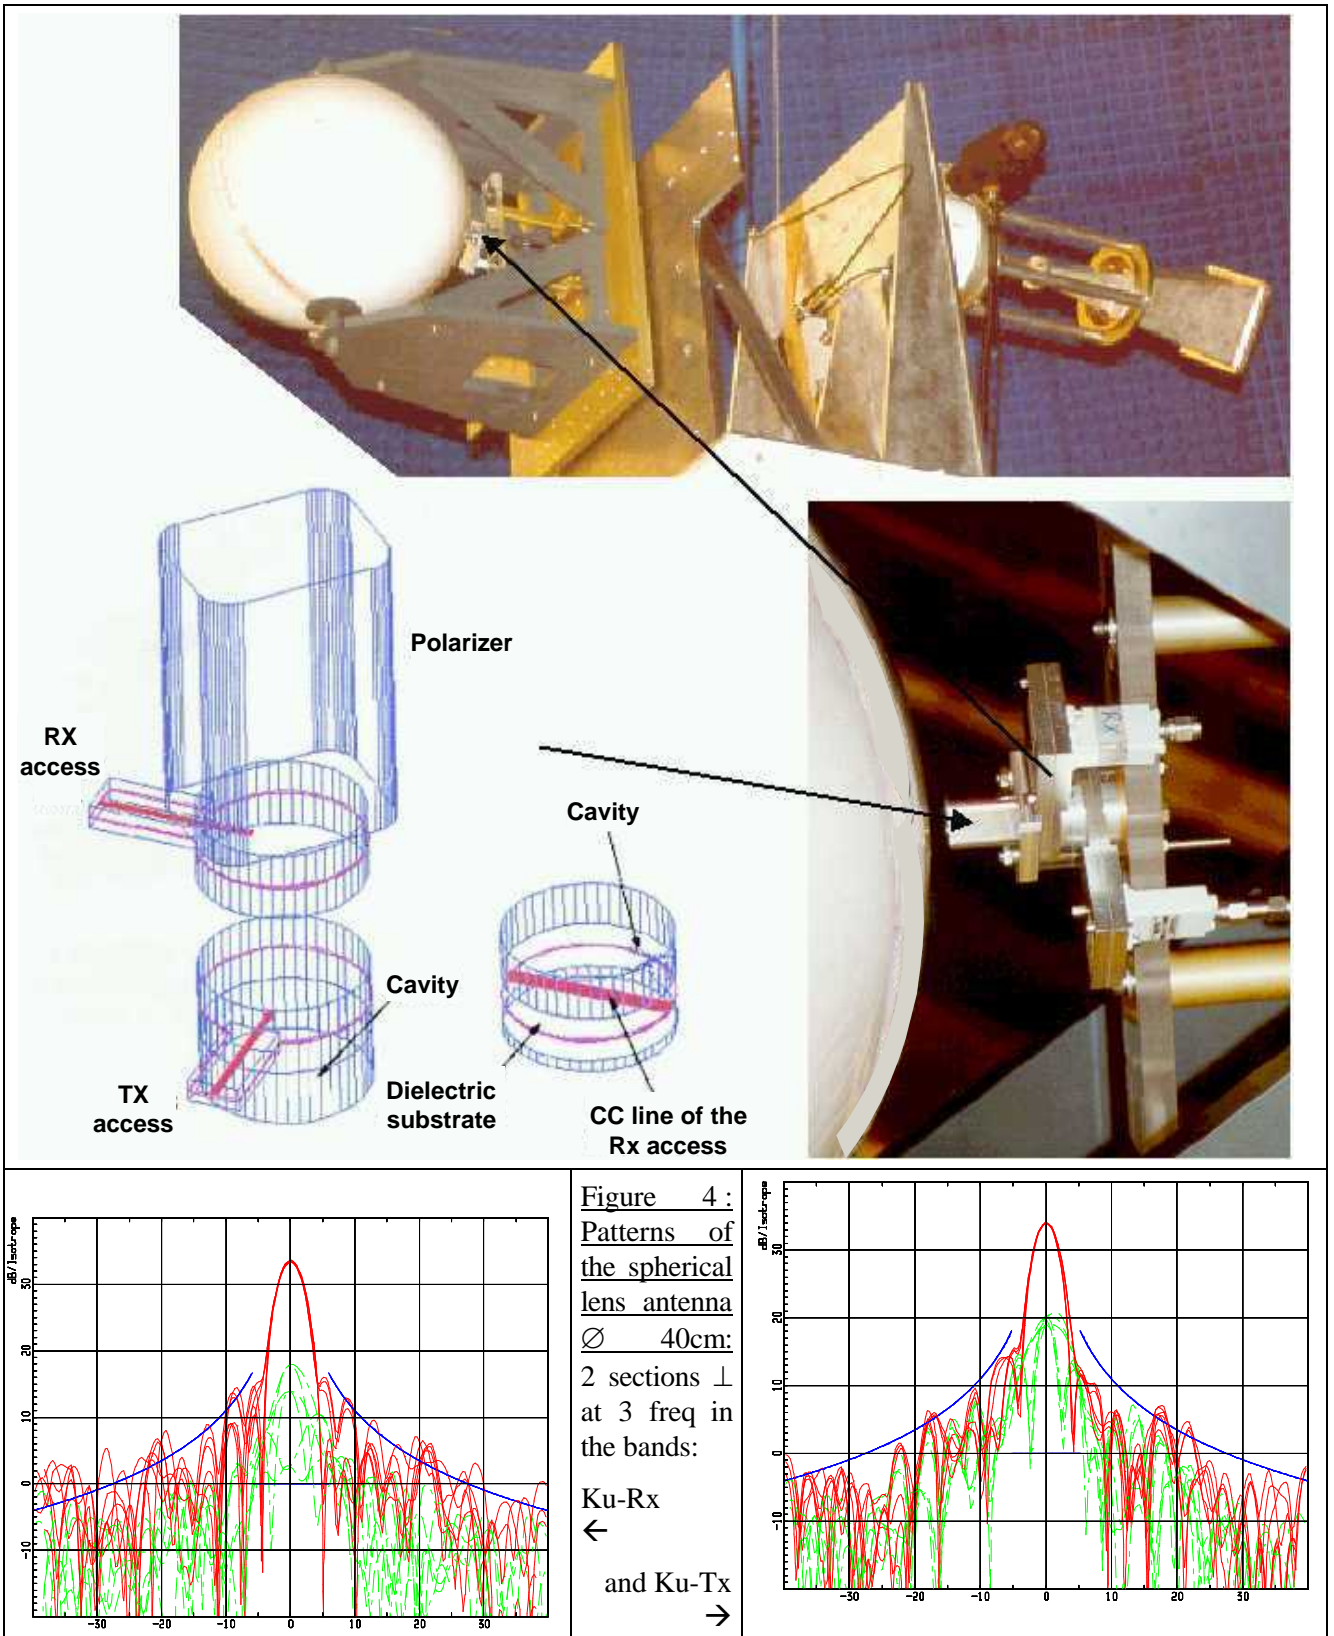 Polarizer
RX
access
Cavity
Cavity
TX
access
Dielectric
substrate
CC line of the
Rx access
RX
dB/Isotrope
30
20
10
0
-10
-30
-20
-10
0
10
20
30
Figure 4 :
Patterns of
the spherical
lens antenna
∅ 40cm:
2 sections ⊥
at 3 freq in
the bands:
Ku-Rx
←
and Ku-Tx
→
dB/Isotrope
30
20
10
0
-10
-30
-20
-10
0
10
20
30